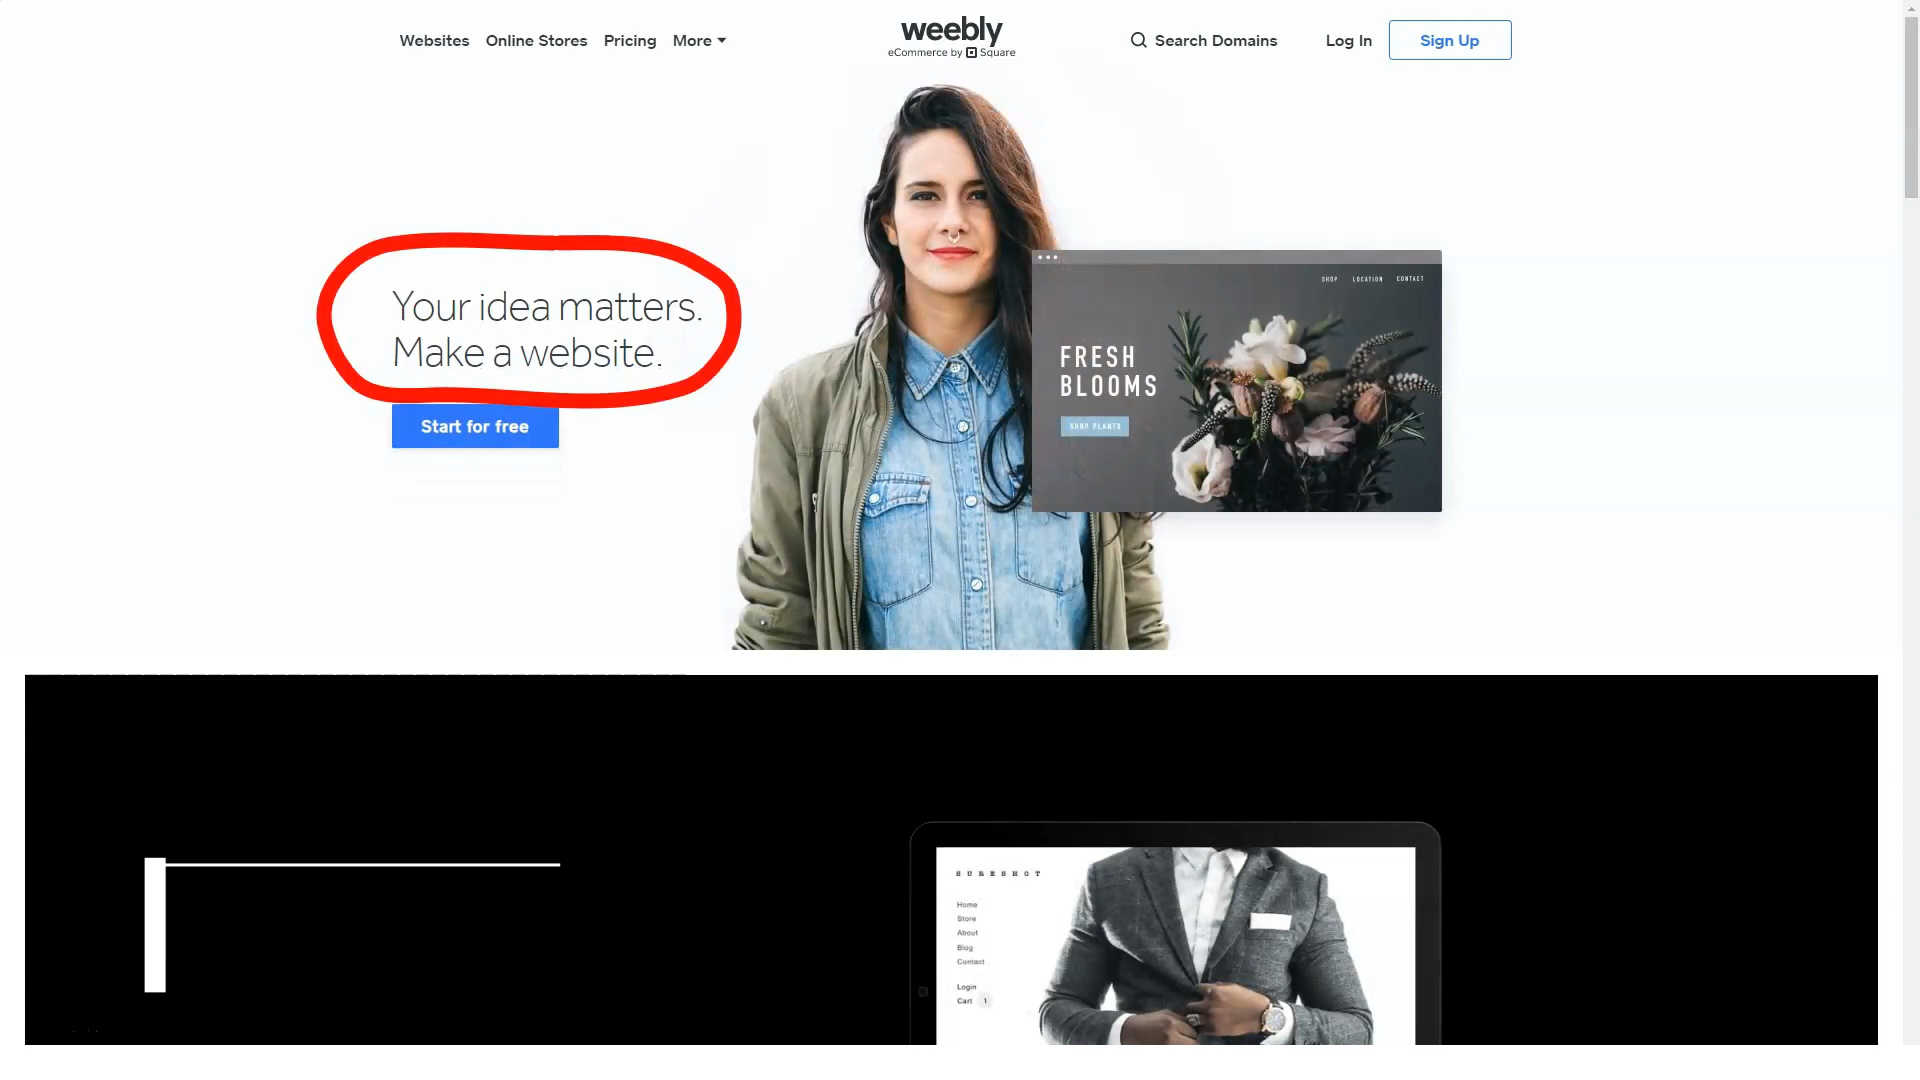 Websites Online Stores Pricing More
weebly
eCommerce by Square
Search Domains
Log In
Sign Up
Your idea matters.
Make a website.
Start for free
SHOP LOCATION CONTACT
FRESH
BLOOMS
SHOP PLANTS
SURESHOT
Home
Store
About
Blog
Contact
Login
Cart 1